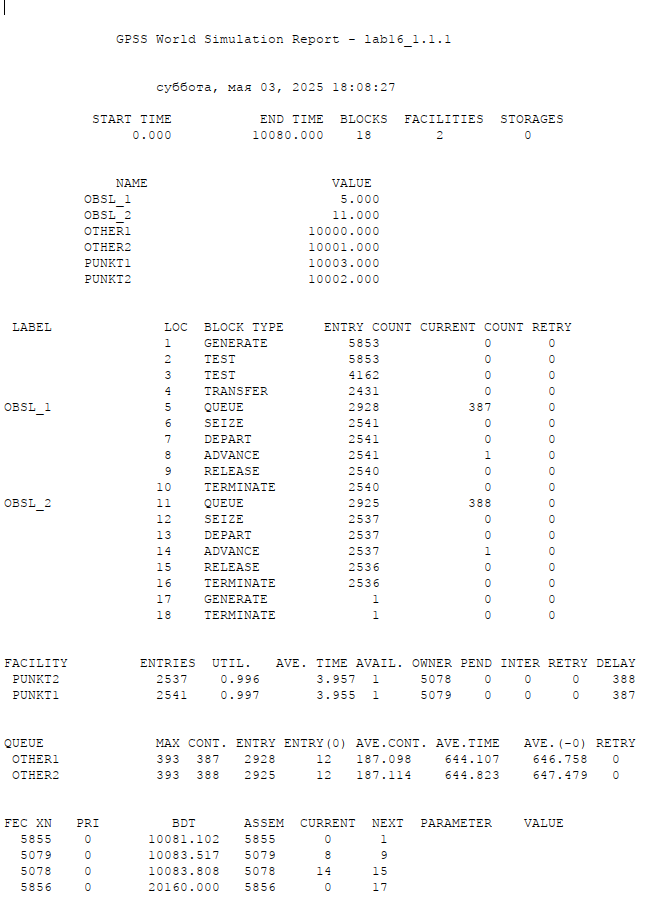 GPSS World Simulation Report - lab16_1.1.1
суббота, мая 03, 2025 18:08:27
START TIME END TIME BLOCKS FACILITIES STORAGES
0.000 10080.000 18 2 0
NAME VALUE
OBSL_1 5.000
OBSL_2 11.000
OTHER1 10000.000
OTHER2 10001.000
PUNKT1 10003.000
PUNKT2 10002.000
LABEL LOC BLOCK TYPE ENTRY COUNT CURRENT COUNT RETRY
1 GENERATE 5853 0 0
2 TEST 5853 0 0
3 TEST 4162 0 0
4 TRANSFER 2431 0 0
OBSL_1 5 QUEUE 2928 387 0
6 SEIZE 2541 0 0
7 DEPART 2541 0 0
8 ADVANCE 2541 1 0
9 RELEASE 2540 0 0
10 TERMINATE 2540 0 0
OBSL_2 11 QUEUE 2925 388 0
12 SEIZE 2537 0 0
13 DEPART 2537 0 0
14 ADVANCE 2537 1 0
15 RELEASE 2536 0 0
16 TERMINATE 2536 0 0
17 GENERATE 1 0 0
18 TERMINATE 1 0 0
FACILITY ENTRIES UTIL. AVE. TIME AVAIL. OWNER PEND INTER RETRY DELAY
PUNKT2 2537 0.996 3.957 1 5078 0 0 0 388
PUNKT1 2541 0.997 3.955 1 5079 0 0 0 387
QUEUE MAX CONT. ENTRY ENTRY(0) AVE.CONT. AVE.TIME AVE.(-0) RETRY
OTHER1 393 387 2928 12 187.098 644.107 646.758 0
OTHER2 393 388 2925 12 187.114 644.823 647.479 0
FEC XN PRI BDT ASSEM CURRENT NEXT PARAMETER VALUE
5855 0 10081.102 5855 0 1
5079 0 10083.517 5079 8 9
5078 0 10083.808 5078 14 15
5856 0 20160.000 5856 0 17